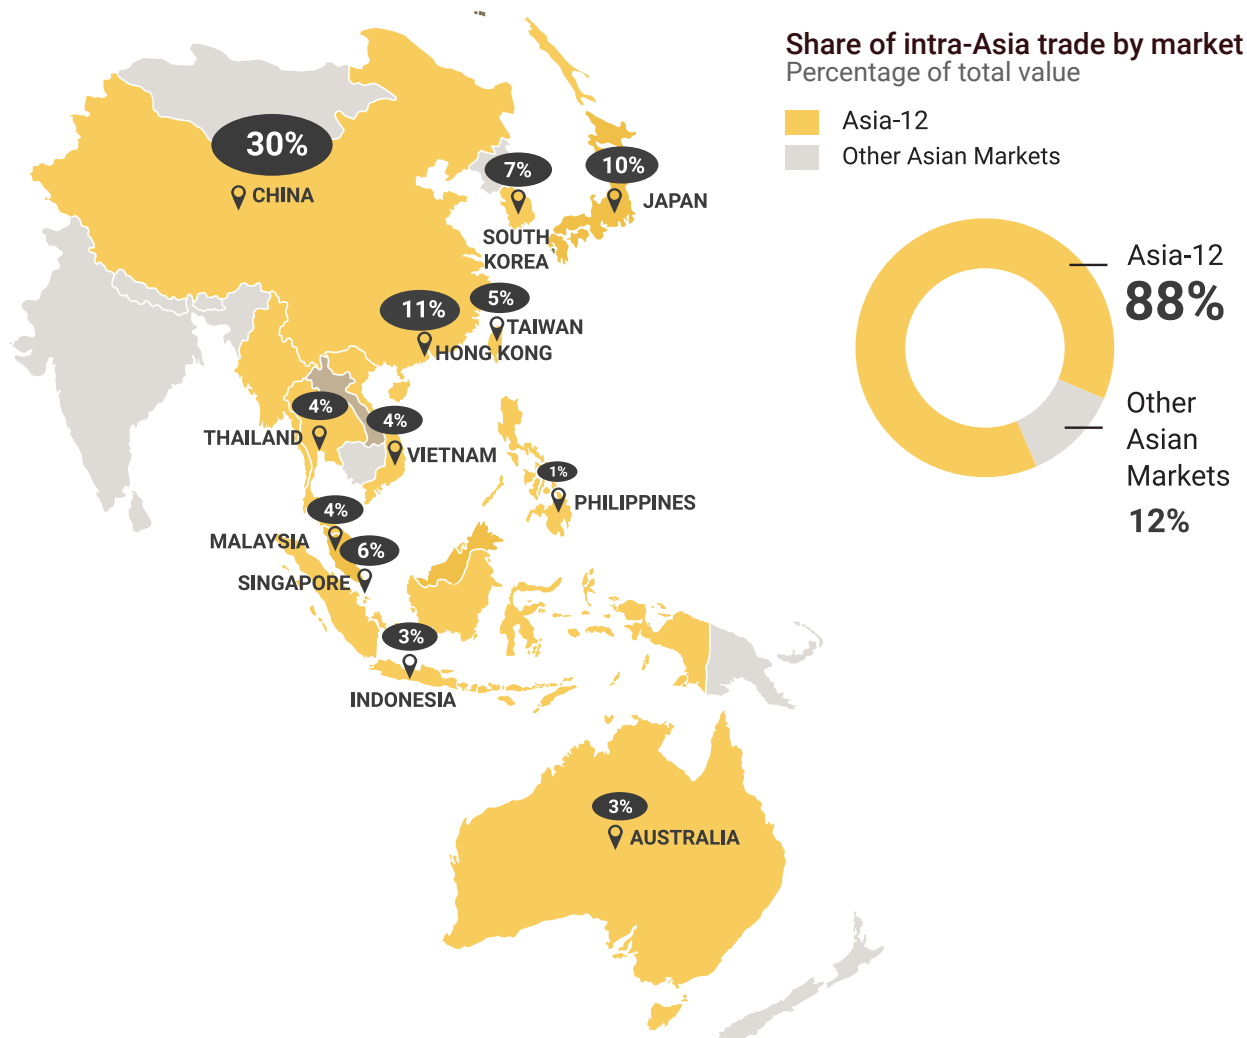 Share of intra-Asia trade by market
Percentage of total value
Asia-12
Other Asian Markets
30%
CHINA
7%
SOUTH
KOREA
10%
JAPAN
11%
HONG KONG
5%
TAIWAN
4%
THAILAND
4%
VIETNAM
1%
PHILIPPINES
4%
MALAYSIA
6%
SINGAPORE
3%
INDONESIA
3%
AUSTRALIA
Asia-12
88%
Other
Asian
Markets
12%